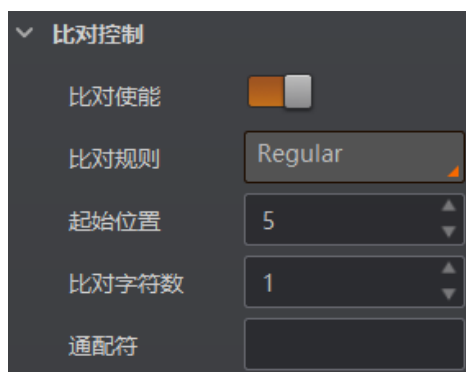 比对控制
比对使能
比对规则 Regular
起始位置 5
比对字符数 1
通配符